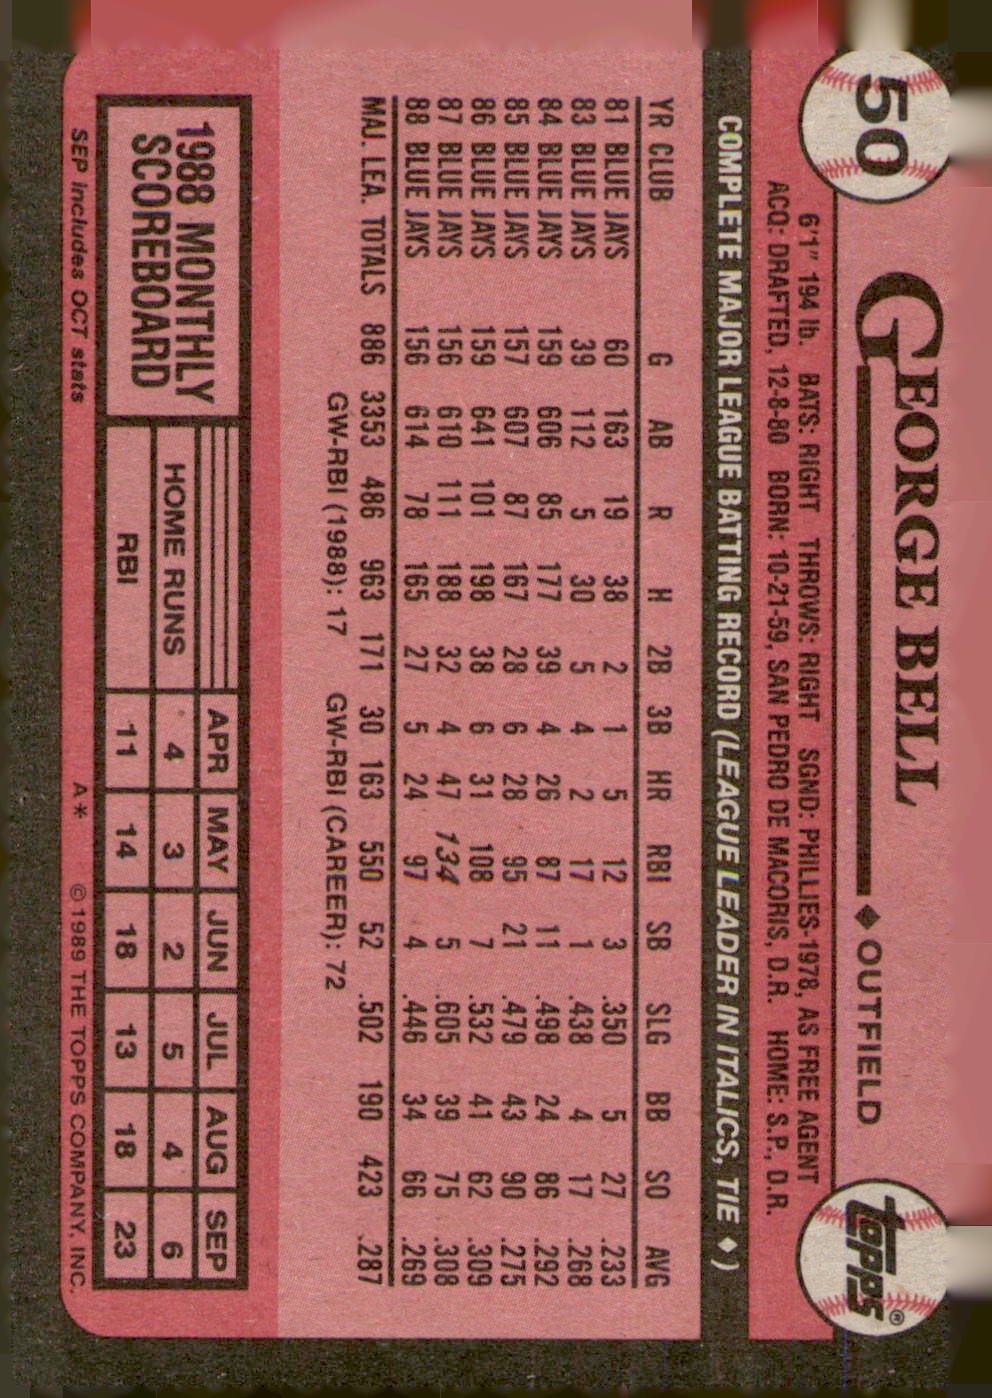 50
GEORGE BELL
◆OUTFIELD
topps®
6'1" 194 lb. BATS: RIGHT THROWS: RIGHT SGND: PHILLIES-1978, AS FREE AGENT
ACQ: DRAFTED, 12-8-80 BORN: 10-21-59, SAN PEDRO DE MACORIS, D.R. HOME: S.P., D.R.
COMPLETE MAJOR LEAGUE BATTING RECORD (LEAGUE LEADER IN ITALICS, TIE ◆)
YR CLUB G AB R H 2B 3B HR RBI SB SLG BB SO AVG
81 BLUE JAYS 60 163 19 38 2 1 5 12 3 .350 5 27 .233
83 BLUE JAYS 39 112 5 30 5 4 2 17 1 .438 4 17 .268
84 BLUE JAYS 159 606 85 177 39 4 26 87 11 .498 24 86 .292
85 BLUE JAYS 157 607 87 167 28 6 28 95 21 .479 43 90 .275
86 BLUE JAYS 159 641 101 198 38 6 31 108 7 .532 41 62 .309
87 BLUE JAYS 156 610 111 188 32 4 47 134 5 .605 39 75 .308
88 BLUE JAYS 156 614 78 165 27 5 24 97 4 .446 34 66 .269
MAJ. LEA. TOTALS 886 3353 486 963 171 30 163 550 52 .502 190 423 .287
GW-RBI (1988): 17 GW-RBI (CAREER): 72
1988 MONTHLY
SCOREBOARD
APR MAY JUN JUL AUG SEP
HOME RUNS 4 3 2 5 4 6
RBI 11 14 18 13 18 23
SEP includes OCT stats A* © 1989 THE TOPPS COMPANY, INC.